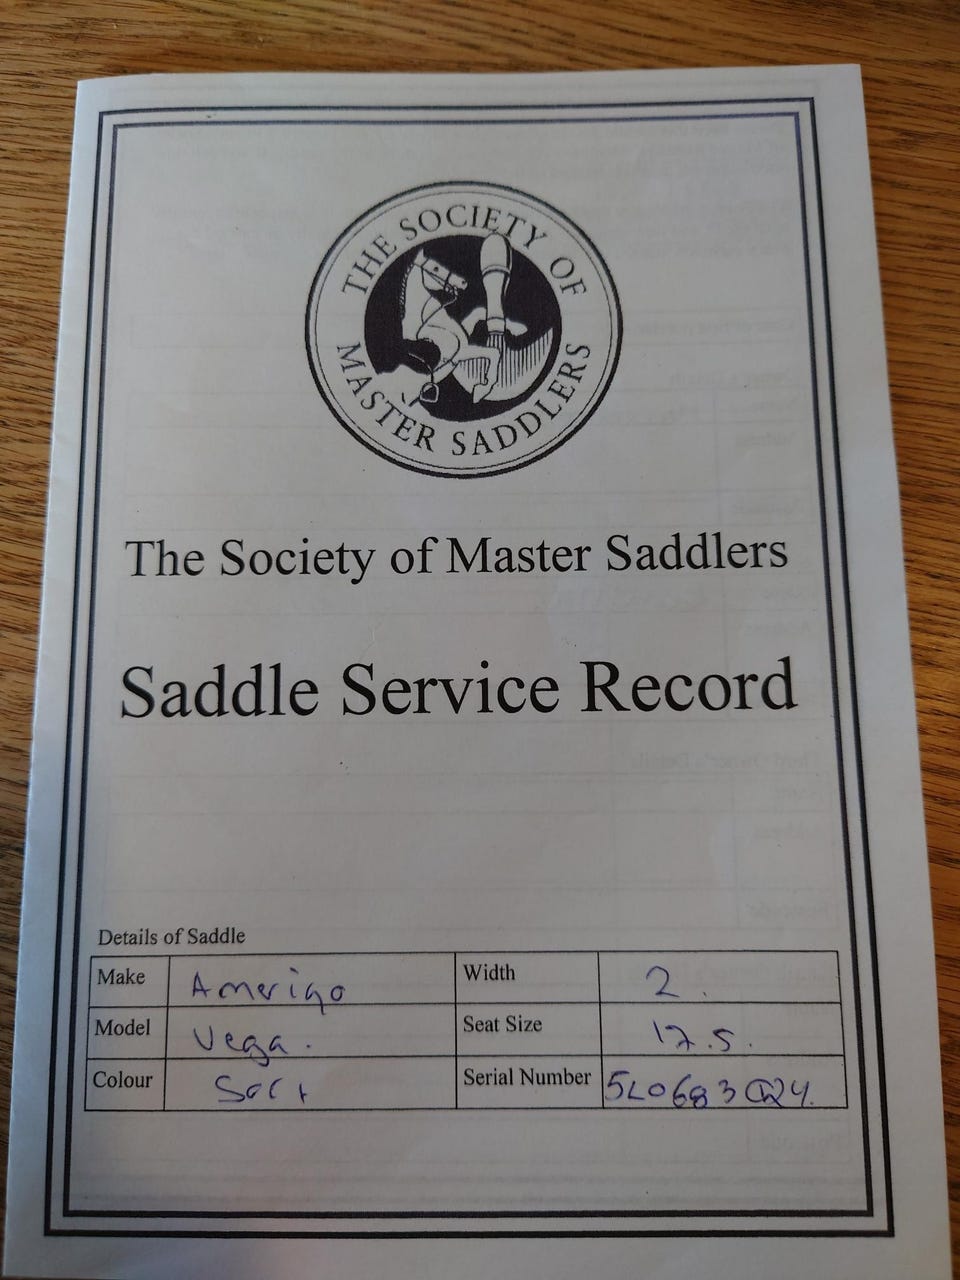 THE SOCIETY OF
MASTER SADDLERS
The Society of Master Saddlers
Saddle Service Record
Details of Saddle
Make Amerigo Width 2.
Model Vega. Seat Size 17.5.
Colour Serial Number